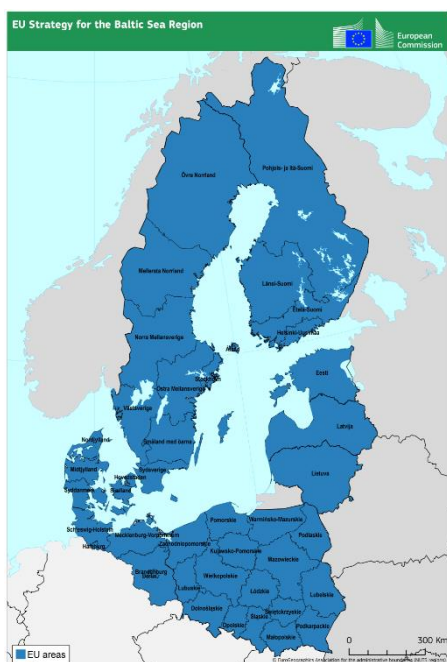 EU Strategy for the Baltic Sea Region
European
Commission
Övre Norrland
Pohjois- ja Itä-Suomi
Mellersta Norrland
Länsi-Suomi
Etelä-Suomi
Helsinki-Uusimaa
Norra Mellansverige
Åland
Stockholm
Eesti
Östra Mellansverige
Västsverige
Småland med öarna
Latvija
Nordjylland
Midtjylland
Hovedstaden
Sydsverige
Lietuva
Syddanmark
Sjælland
Schleswig-Holstein
Hamburg
Mecklenburg-Vorpommern
Zachodniopomorskie
Pomorskie
Warmińsko-Mazurskie
Podlaskie
Kujawsko-Pomorskie
Mazowieckie
Brandenburg
Berlin
Wielkopolskie
Lubuskie
Łódzkie
Lubelskie
Dolnośląskie
Świętokrzyskie
Opolskie
Śląskie
Podkarpackie
Małopolskie
EU areas
0 300 Km
© EuroGeographics Association for the administrative boundaries